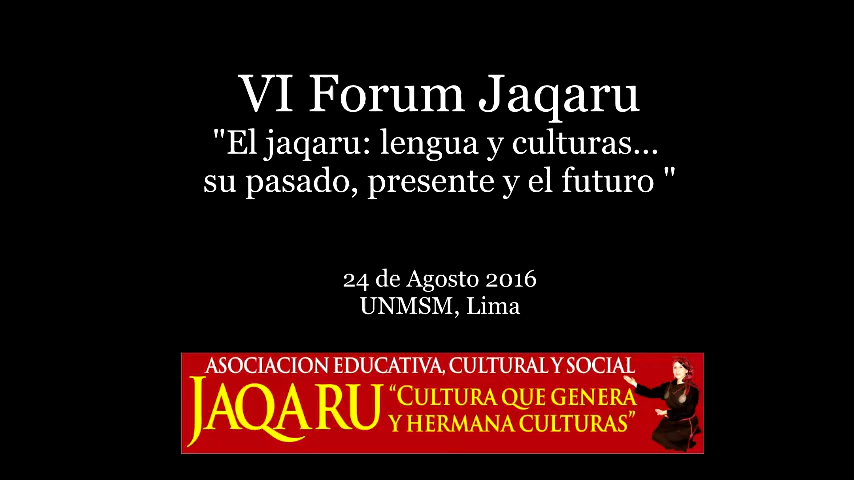 VI Forum Jaqaru
"El jaqaru: lengua y culturas...
su pasado, presente y el futuro "
24 de Agosto 2016
UNMSM, Lima
ASOCIACION EDUCATIVA, CULTURAL Y SOCIAL
JAQARU
“CULTURA QUE GENERA
Y HERMANA CULTURAS”